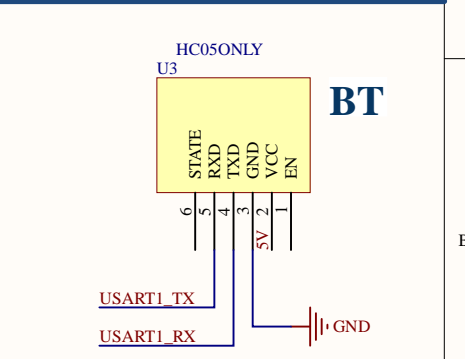 HC05ONLY
U3
BT
STATE
RXD
TXD
GND
VCC
EN
6
5
4
3
2
1
5V
USART1_TX
USART1_RX
GND